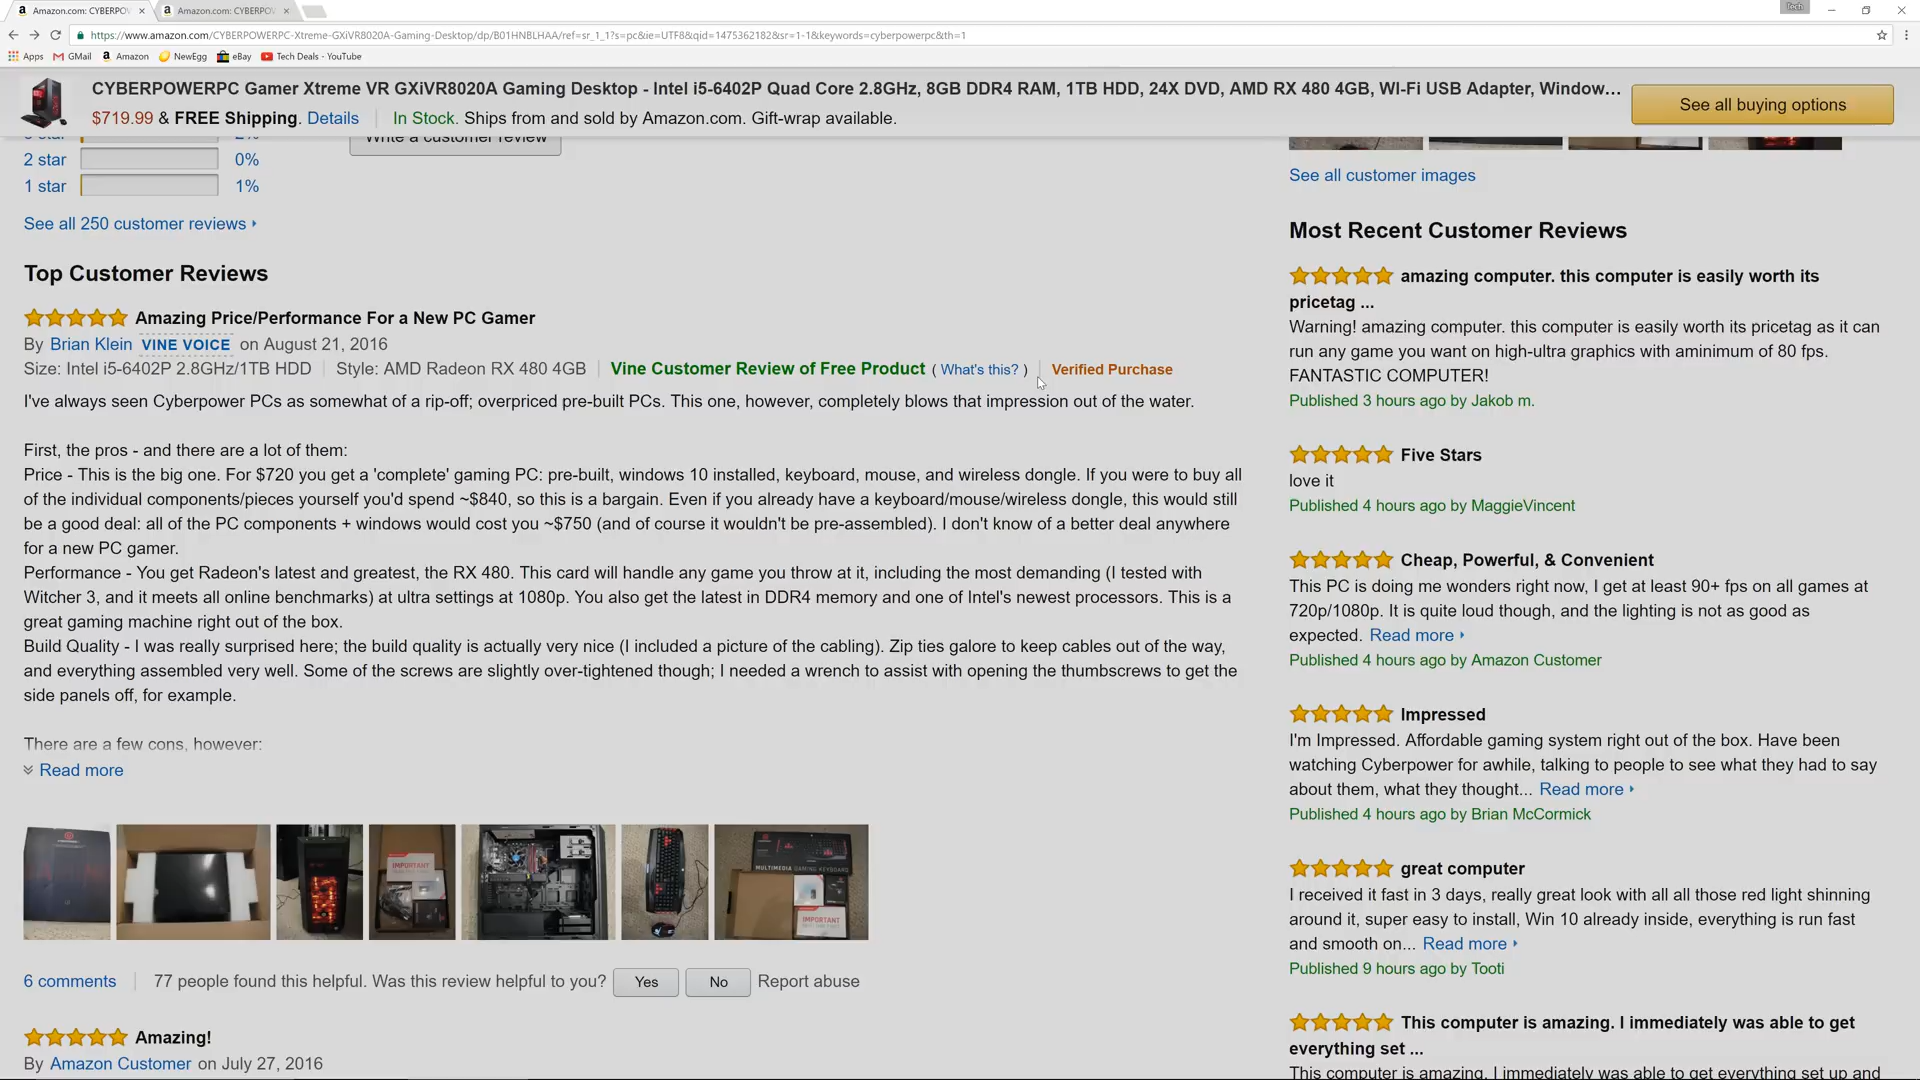 Amazon.com: CYBERPOW
Amazon.com: CYBERPOV
Tech
https://www.amazon.com/CYBERPOWERPC-Xtreme-GXiVR8020A-Gaming-Desktop/dp/B01HNBLHAA/ref=sr_1_1?s=pc&ie=UTF8&qid=1475362182&sr=1-1&keywords=cyberpowerpc&th=1
Apps GMail Amazon NewEgg eBay Tech Deals - YouTube
CYBERPOWERPC Gamer Xtreme VR GXiVR8020A Gaming Desktop - Intel i5-6402P Quad Core 2.8GHz, 8GB DDR4 RAM, 1TB HDD, 24X DVD, AMD RX 480 4GB, WI-Fi USB Adapter, Window...
$719.99 & FREE Shipping. Details In Stock. Ships from and sold by Amazon.com. Gift-wrap available.
See all buying options
Write a customer review
2 star 0%
1 star 1%
See all 250 customer reviews
Top Customer Reviews
Amazing Price/Performance For a New PC Gamer
By Brian Klein VINE VOICE on August 21, 2016
Size: Intel i5-6402P 2.8GHz/1TB HDD Style: AMD Radeon RX 480 4GB Vine Customer Review of Free Product ( What's this? ) Verified Purchase
I've always seen Cyberpower PCs as somewhat of a rip-off; overpriced pre-built PCs. This one, however, completely blows that impression out of the water.
First, the pros - and there are a lot of them:
Price - This is the big one. For $720 you get a 'complete' gaming PC: pre-built, windows 10 installed, keyboard, mouse, and wireless dongle. If you were to buy all
of the individual components/pieces yourself you'd spend ~$840, so this is a bargain. Even if you already have a keyboard/mouse/wireless dongle, this would still
be a good deal: all of the PC components + windows would cost you ~$750 (and of course it wouldn't be pre-assembled). I don't know of a better deal anywhere
for a new PC gamer.
Performance - You get Radeon's latest and greatest, the RX 480. This card will handle any game you throw at it, including the most demanding (I tested with
Witcher 3, and it meets all online benchmarks) at ultra settings at 1080p. You also get the latest in DDR4 memory and one of Intel's newest processors. This is a
great gaming machine right out of the box.
Build Quality - I was really surprised here; the build quality is actually very nice (I included a picture of the cabling). Zip ties galore to keep cables out of the way,
and everything assembled very well. Some of the screws are slightly over-tightened though; I needed a wrench to assist with opening the thumbscrews to get the
side panels off, for example.
There are a few cons, however:
Read more
IMPORTANT
MULTIMEDIA GAMING KEYBOARD
IMPORTANT
6 comments 77 people found this helpful. Was this review helpful to you? Yes No Report abuse
Amazing!
By Amazon Customer on July 27, 2016
See all customer images
Most Recent Customer Reviews
amazing computer. this computer is easily worth its
pricetag ...
Warning! amazing computer. this computer is easily worth its pricetag as it can
run any game you want on high-ultra graphics with aminimum of 80 fps.
FANTASTIC COMPUTER!
Published 3 hours ago by Jakob m.
Five Stars
love it
Published 4 hours ago by MaggieVincent
Cheap, Powerful, & Convenient
This PC is doing me wonders right now, I get at least 90+ fps on all games at
720p/1080p. It is quite loud though, and the lighting is not as good as
expected. Read more
Published 4 hours ago by Amazon Customer
Impressed
I'm Impressed. Affordable gaming system right out of the box. Have been
watching Cyberpower for awhile, talking to people to see what they had to say
about them, what they thought... Read more
Published 4 hours ago by Brian McCormick
great computer
I received it fast in 3 days, really great look with all all those red light shinning
around it, super easy to install, Win 10 already inside, everything is run fast
and smooth on... Read more
Published 9 hours ago by Tooti
This computer is amazing. I immediately was able to get
everything set ...
This computer is amazing. I immediately was able to get everything set up and